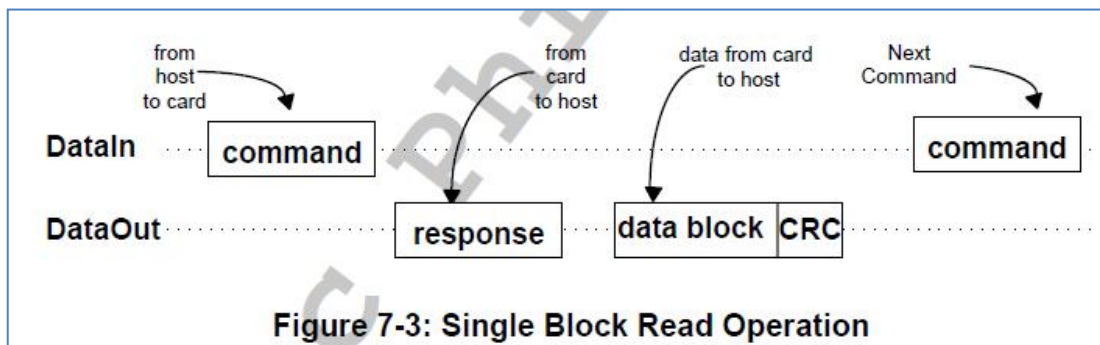 from
host
to card
from
card
to host
data from card
to host
Next
Command
DataIn
command
command
DataOut
response
data block
CRC
Figure 7-3: Single Block Read Operation